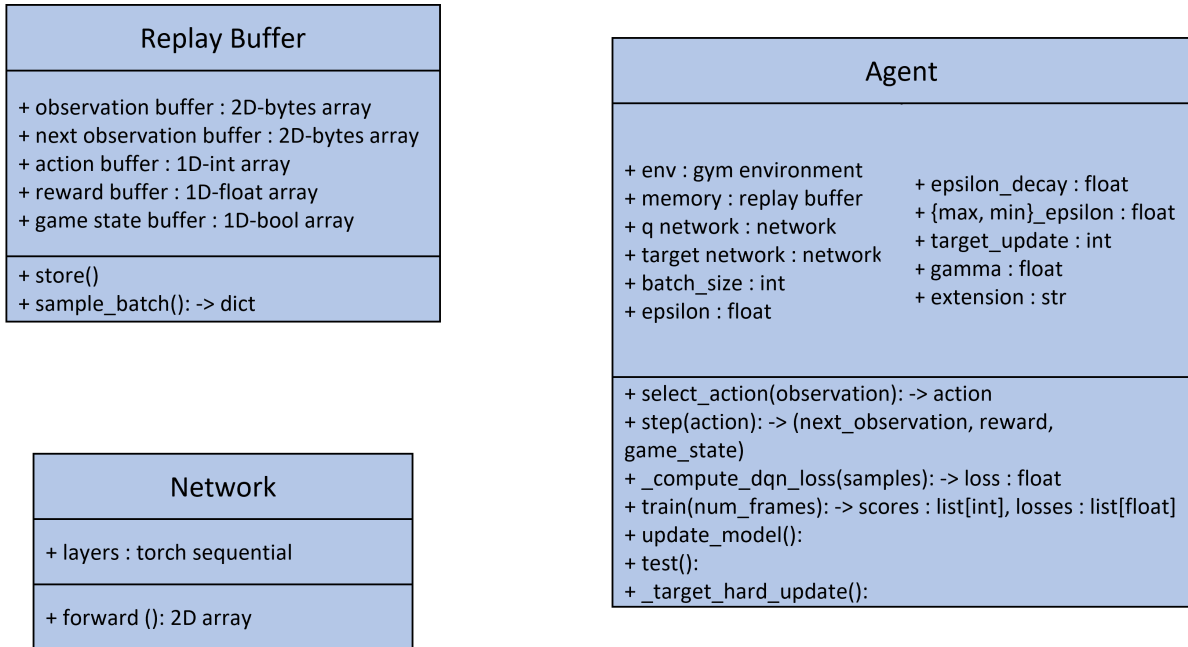 Replay Buffer
+ observation buffer : 2D-bytes array
+ next observation buffer : 2D-bytes array
+ action buffer : 1D-int array
+ reward buffer : 1D-float array
+ game state buffer : 1D-bool array
+ store()
+ sample_batch(): -> dict
Agent
+ env : gym environment
+ memory : replay buffer
+ q network : network
+ target network : network
+ batch_size : int
+ epsilon : float
+ epsilon_decay : float
+ {max, min}_epsilon : float
+ target_update : int
+ gamma : float
+ extension : str
+ select_action(observation): -> action
+ step(action): -> (next_observation, reward,
game_state)
+ _compute_dqn_loss(samples): -> loss : float
+ train(num_frames): -> scores : list[int], losses : list[float]
+ update_model():
+ test():
+ _target_hard_update():
Network
+ layers : torch sequential
+ forward (): 2D array